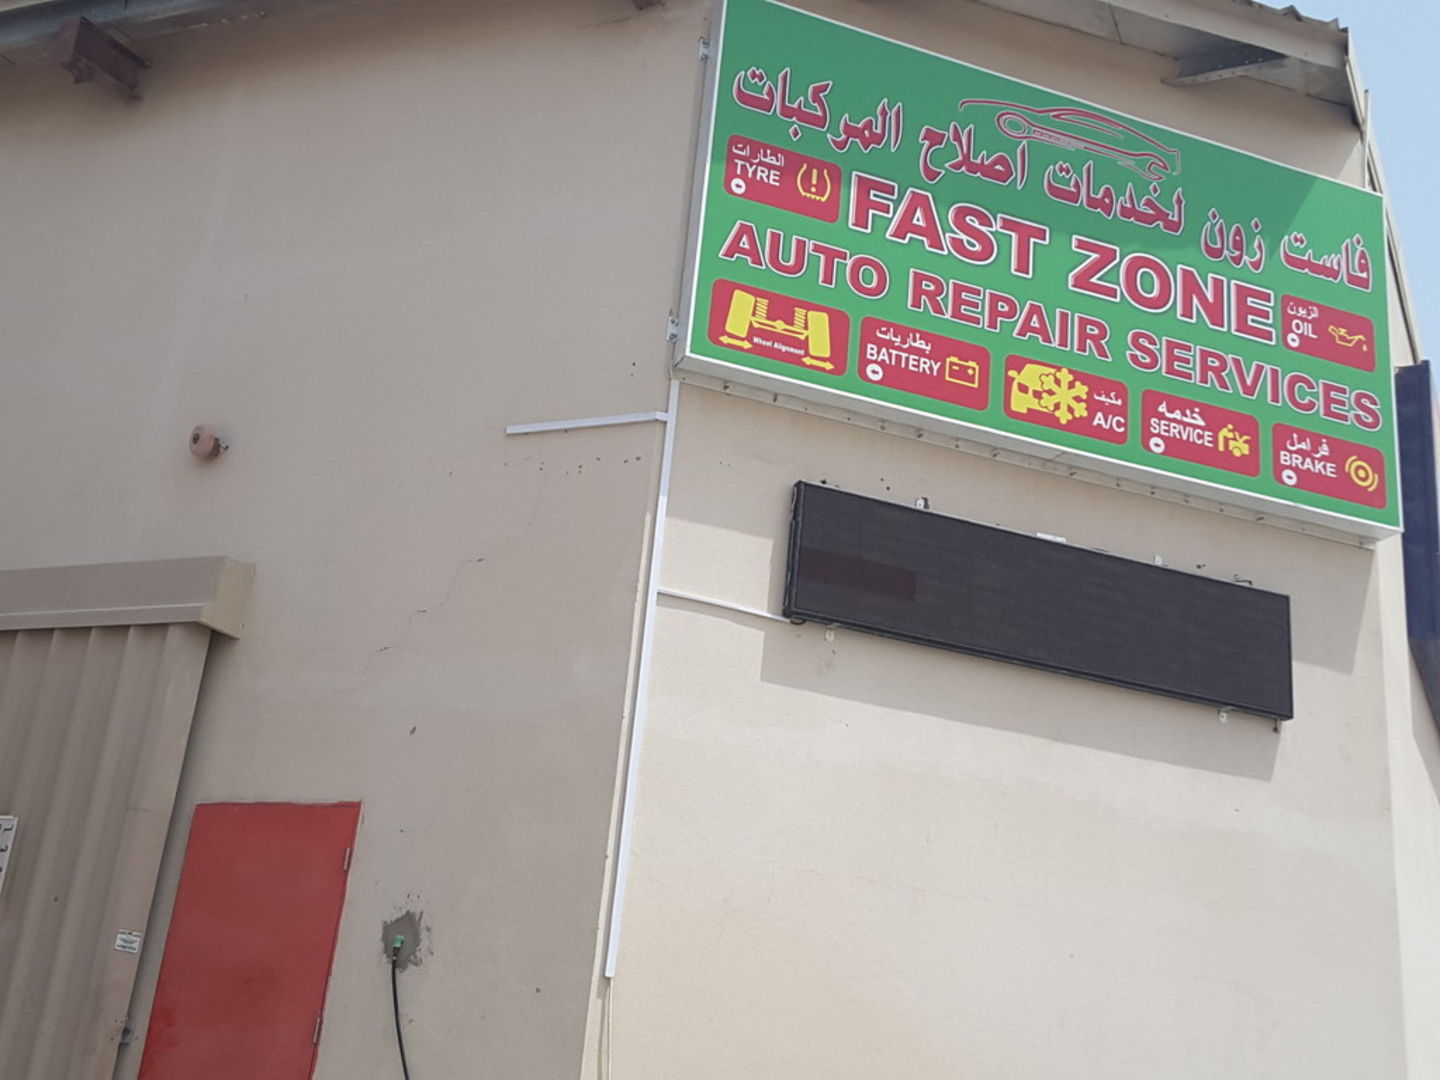 فاست زون لخدمات اصلاح المركبات
الطارات
TYRE
FAST ZONE
الزيون
OIL
AUTO REPAIR SERVICES
Wheel Alignment
بطاريات
BATTERY
مكيف
A/C
خدمه
SERVICE
فرامل
BRAKE